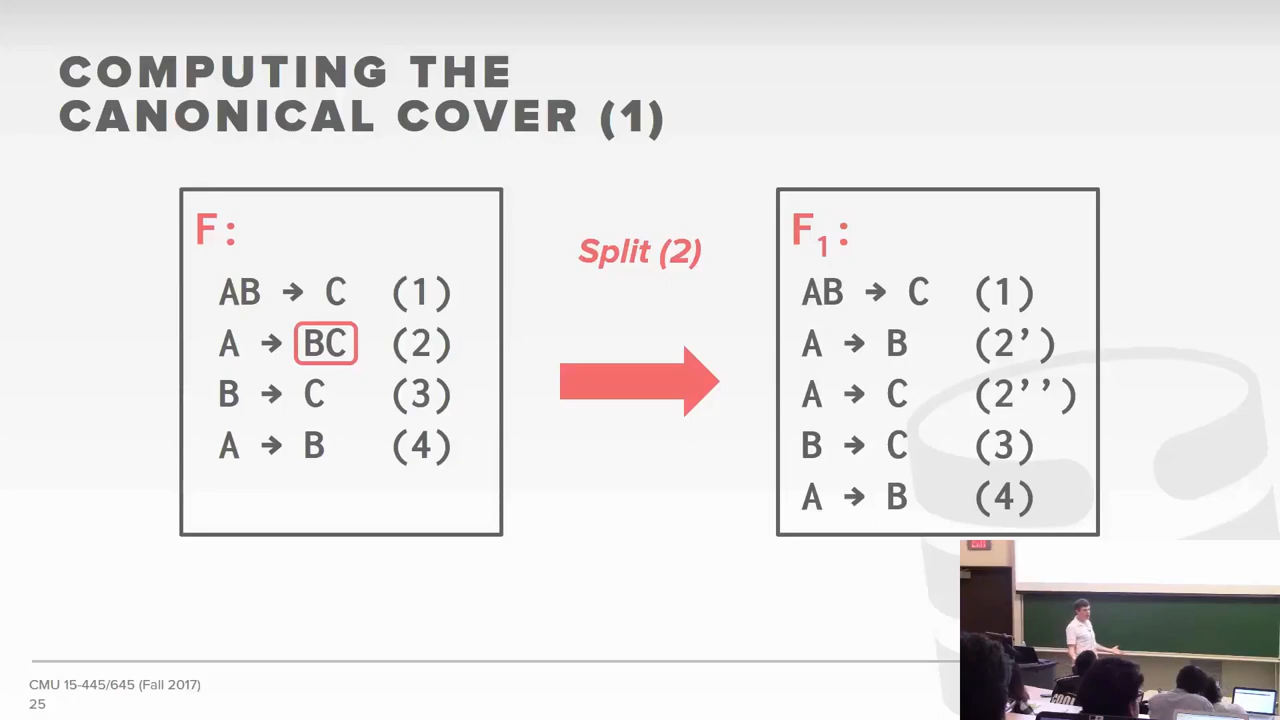 COMPUTING THE
CANONICAL COVER (1)
F:
AB → C (1)
A → BC (2)
B → C (3)
A → B (4)
Split (2)
F₁:
AB → C (1)
A → B (2’)
A → C (2’’)
B → C (3)
A → B (4)
CMU 15-445/645 (Fall 2017)
25
EXIT